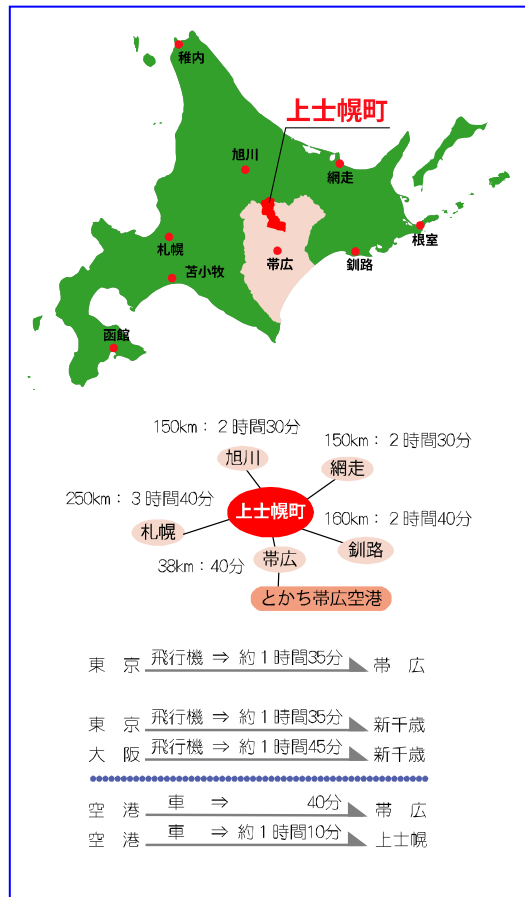 稚内
上士幌町
旭川
網走
根室
札幌
帯広
釧路
苫小牧
函館
150km： 2 時間30分
旭川
150km： 2 時間30分
網走
250km： 3 時間40分
札幌
上士幌町
160km： 2 時間40分
釧路
38km：40分
帯広
とかち帯広空港
東 京 飛行機 ⇒ 約 1 時間35分 帯 広
東 京 飛行機 ⇒ 約 1 時間35分 新千歳
大 阪 飛行機 ⇒ 約 1 時間45分 新千歳
空 港 車 ⇒ 40分 帯 広
空 港 車 ⇒ 約 1 時間10分 上士幌